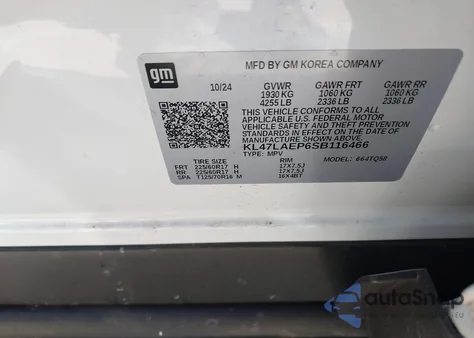 gm
MFD BY GM KOREA COMPANY
10/24 GVWR GAWR FRT GAWR RR
1930 KG 1060 KG 1060 KG
4255 LB 2336 LB 2336 LB
THIS VEHICLE CONFORMS TO ALL
APPLICABLE U.S. FEDERAL MOTOR
VEHICLE SAFETY, BUMPER, AND THEFT
PREVENTION STANDARDS IN EFFECT
ON THE DATE OF
MANUFACTURE SHOWN ABOVE.
KL47LAEP6SB116466
TYPE: MPV MODEL: 664TQ58
TIRE SIZE RIM
FRT 225/60R17 H 17X7.5J
RR 225/60R17 H 17X7.5J
SPA T125/70R16 M 16X4BT
autoSnap